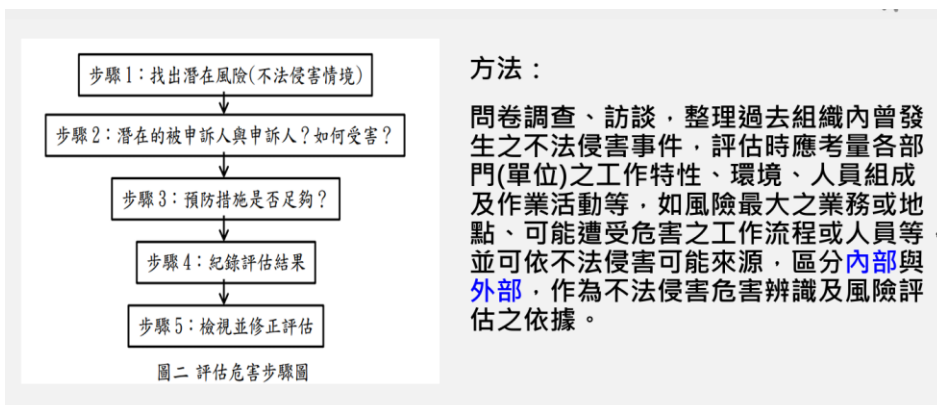 步驟1：找出潛在風險(不法侵害情境)
步驟2：潛在的被申訴人與申訴人？如何受害？
步驟3：預防措施是否足夠？
步驟4：紀錄評估結果
步驟5：檢視並修正評估
圖二 評估危害步驟圖
方法：
問卷調查、訪談，整理過去組織內曾發
生之不法侵害事件，評估時應考量各部
門(單位)之工作特性、環境、人員組成
及作業活動等，如風險最大之業務或地
點、可能遭受危害之工作流程或人員等，
並可依不法侵害可能來源，區分內部與
外部，作為不法侵害危害辨識及風險評
估之依據。